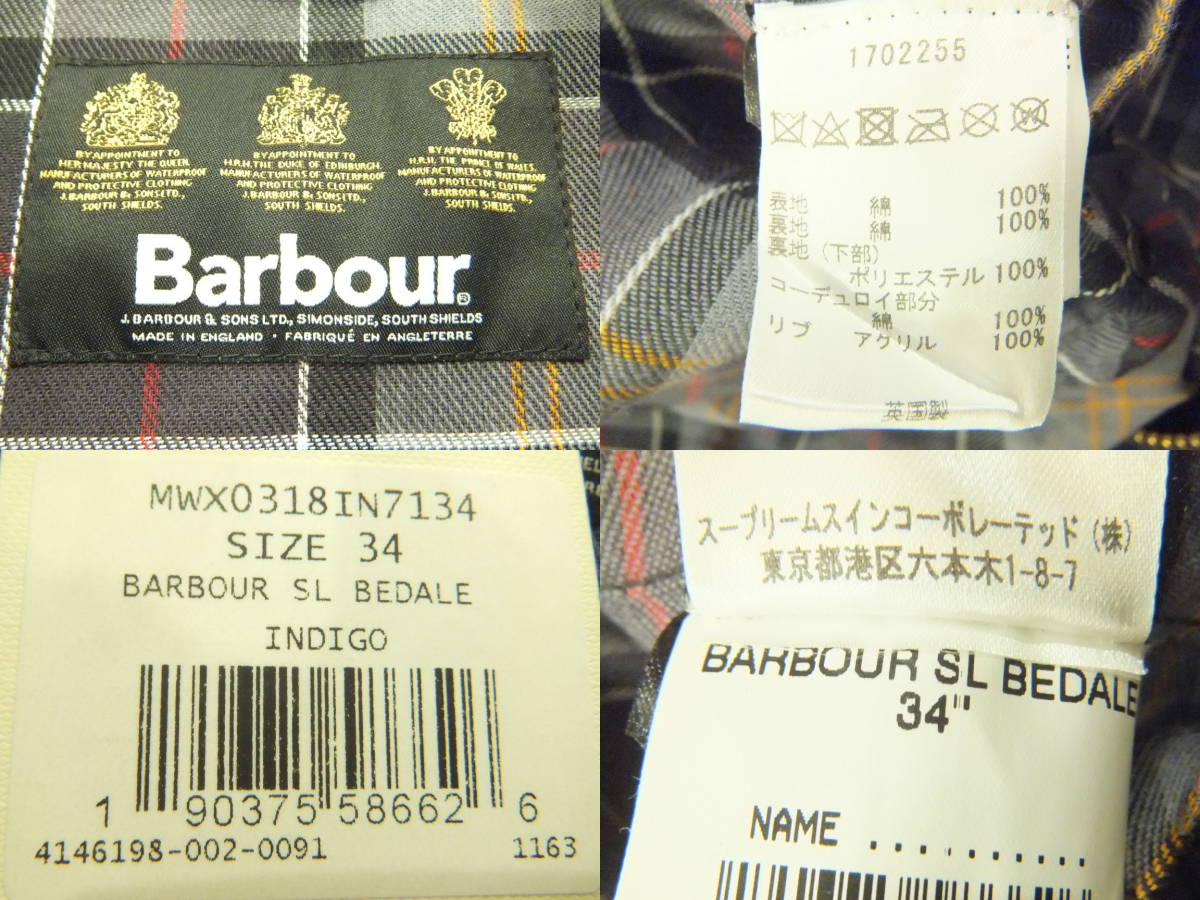 BY APPOINTMENT TO
HER MAJESTY THE QUEEN,
MANUFACTURERS OF WATERPROOF
AND PROTECTIVE CLOTHING
J. BARBOUR & SONS LTD.,
SOUTH SHIELDS.
BY APPOINTMENT TO
H.R.H. THE DUKE OF EDINBURGH,
MANUFACTURERS OF WATERPROOF
AND PROTECTIVE CLOTHING
J. BARBOUR & SONS LTD.,
SOUTH SHIELDS.
BY APPOINTMENT TO
H.R.H. THE PRINCE OF WALES,
MANUFACTURERS OF WATERPROOF
AND PROTECTIVE CLOTHING
J. BARBOUR & SONS LTD.,
SOUTH SHIELDS.
Barbour®
J. BARBOUR & SONS LTD., SIMONSIDE, SOUTH SHIELDS
MADE IN ENGLAND · FABRIQUÉ EN ANGLETERRE
1702255
表地 綿 100%
裏地 綿 100%
裏地(下部)
ポリエステル 100%
コーデュロイ部分
綿 100%
リブ アクリル 100%
英国製
MWX0318IN7134
SIZE 34
BARBOUR SL BEDALE
INDIGO
1 90375 58662 6
4146198-002-0091 1163
スープリームスインコーポレーテッド(株)
東京都港区六本木1-8-7
BARBOUR SL BEDALE
34"
NAME ..........